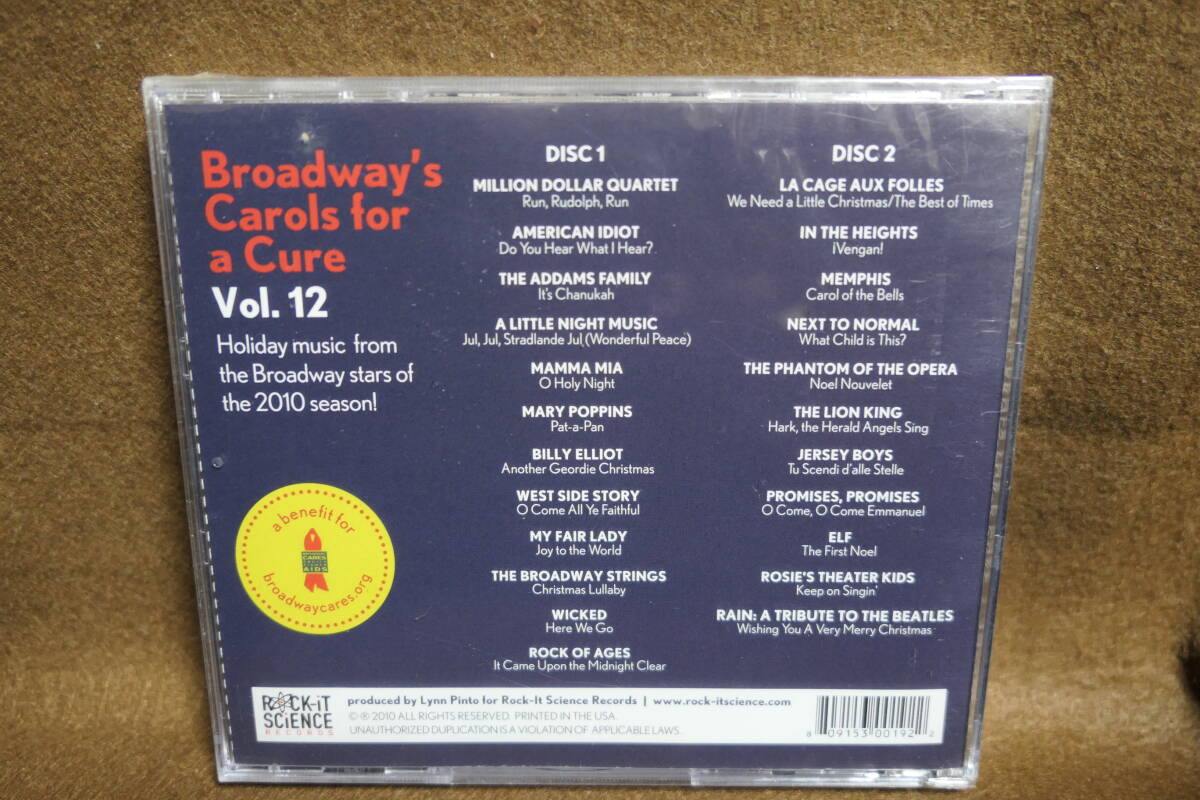 Broadway's
Carols for
a Cure
Vol. 12
Holiday music from
the Broadway stars of
the 2010 season!
a benefit for
CARES
AIDS
broadwaycares.org
DISC 1
MILLION DOLLAR QUARTET
Run, Rudolph, Run
AMERICAN IDIOT
Do You Hear What I Hear?
THE ADDAMS FAMILY
It's Chanukah
A LITTLE NIGHT MUSIC
Jul, Jul, Stradlande Jul (Wonderful Peace)
MAMMA MIA
O Holy Night
MARY POPPINS
Pat-a-Pan
BILLY ELLIOT
Another Geordie Christmas
WEST SIDE STORY
O Come All Ye Faithful
MY FAIR LADY
Joy to the World
THE BROADWAY STRINGS
Christmas Lullaby
WICKED
Here We Go
ROCK OF AGES
It Came Upon the Midnight Clear
DISC 2
LA CAGE AUX FOLLES
We Need a Little Christmas/The Best of Times
IN THE HEIGHTS
¡Vengan!
MEMPHIS
Carol of the Bells
NEXT TO NORMAL
What Child is This?
THE PHANTOM OF THE OPERA
Noel Nouvelet
THE LION KING
Hark, the Herald Angels Sing
JERSEY BOYS
Tu Scendi d'alle Stelle
PROMISES, PROMISES
O Come, O Come Emmanuel
ELF
The First Noel
ROSIE'S THEATER KIDS
Keep on Singin'
RAIN: A TRIBUTE TO THE BEATLES
Wishing You A Very Merry Christmas
ROCK-iT
SCIENCE
RECORDS
produced by Lynn Pinto for Rock-It Science Records | www.rock-itscience.com
©℗ 2010 ALL RIGHTS RESERVED. PRINTED IN THE USA.
UNAUTHORIZED DUPLICATION IS A VIOLATION OF APPLICABLE LAWS.
8 09153 00192 2